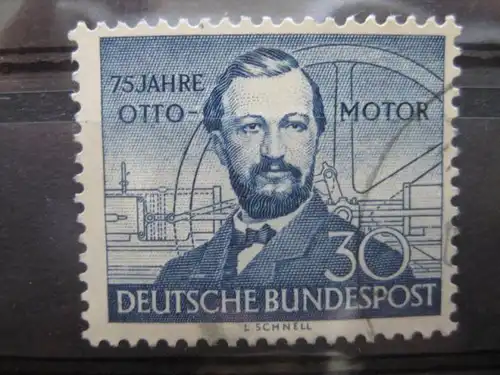 75 JAHRE
OTTO-MOTOR
30
DEUTSCHE BUNDESPOST
L. SCHNELL